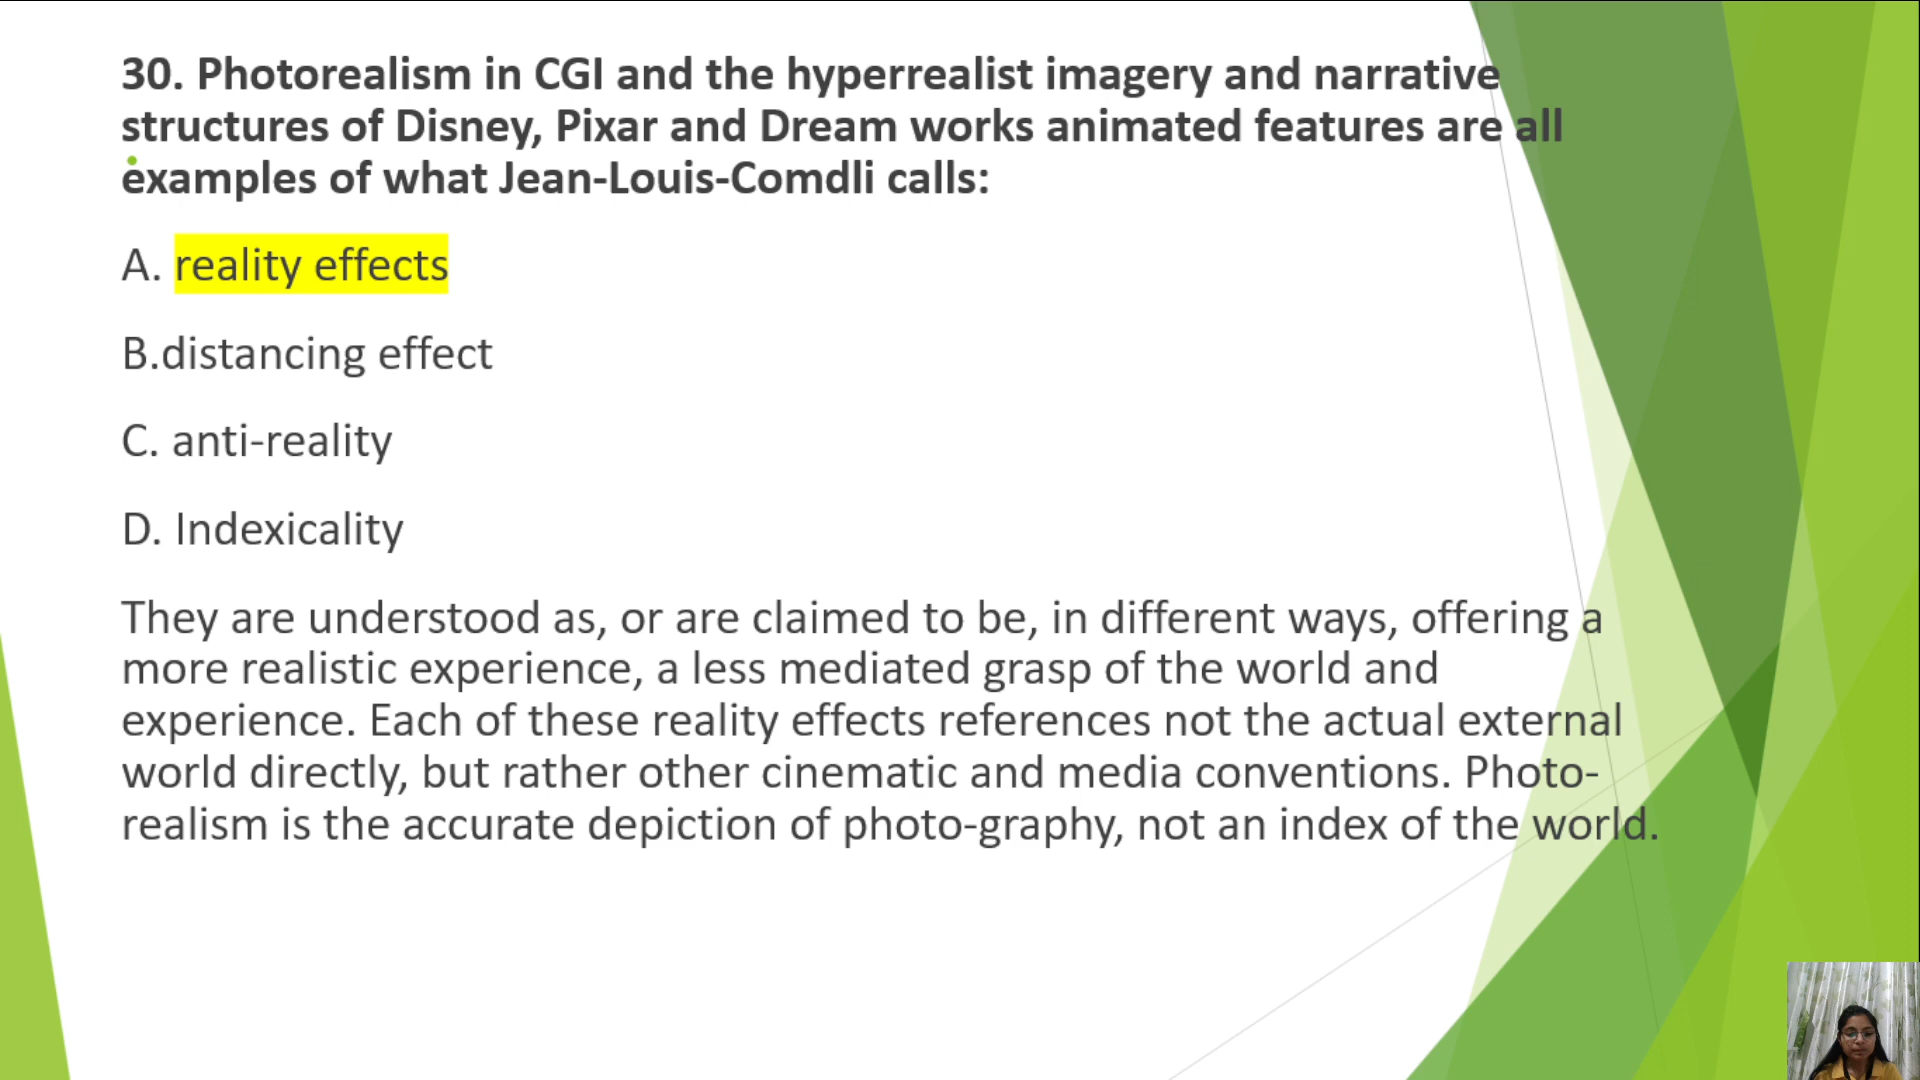 30. Photorealism in CGI and the hyperrealist imagery and narrative
structures of Disney, Pixar and Dream works animated features are all
examples of what Jean-Louis-Comdli calls:
A. reality effects
B.distancing effect
C. anti-reality
D. Indexicality
They are understood as, or are claimed to be, in different ways, offering a
more realistic experience, a less mediated grasp of the world and
experience. Each of these reality effects references not the actual external
world directly, but rather other cinematic and media conventions. Photo-
realism is the accurate depiction of photo-graphy, not an index of the world.